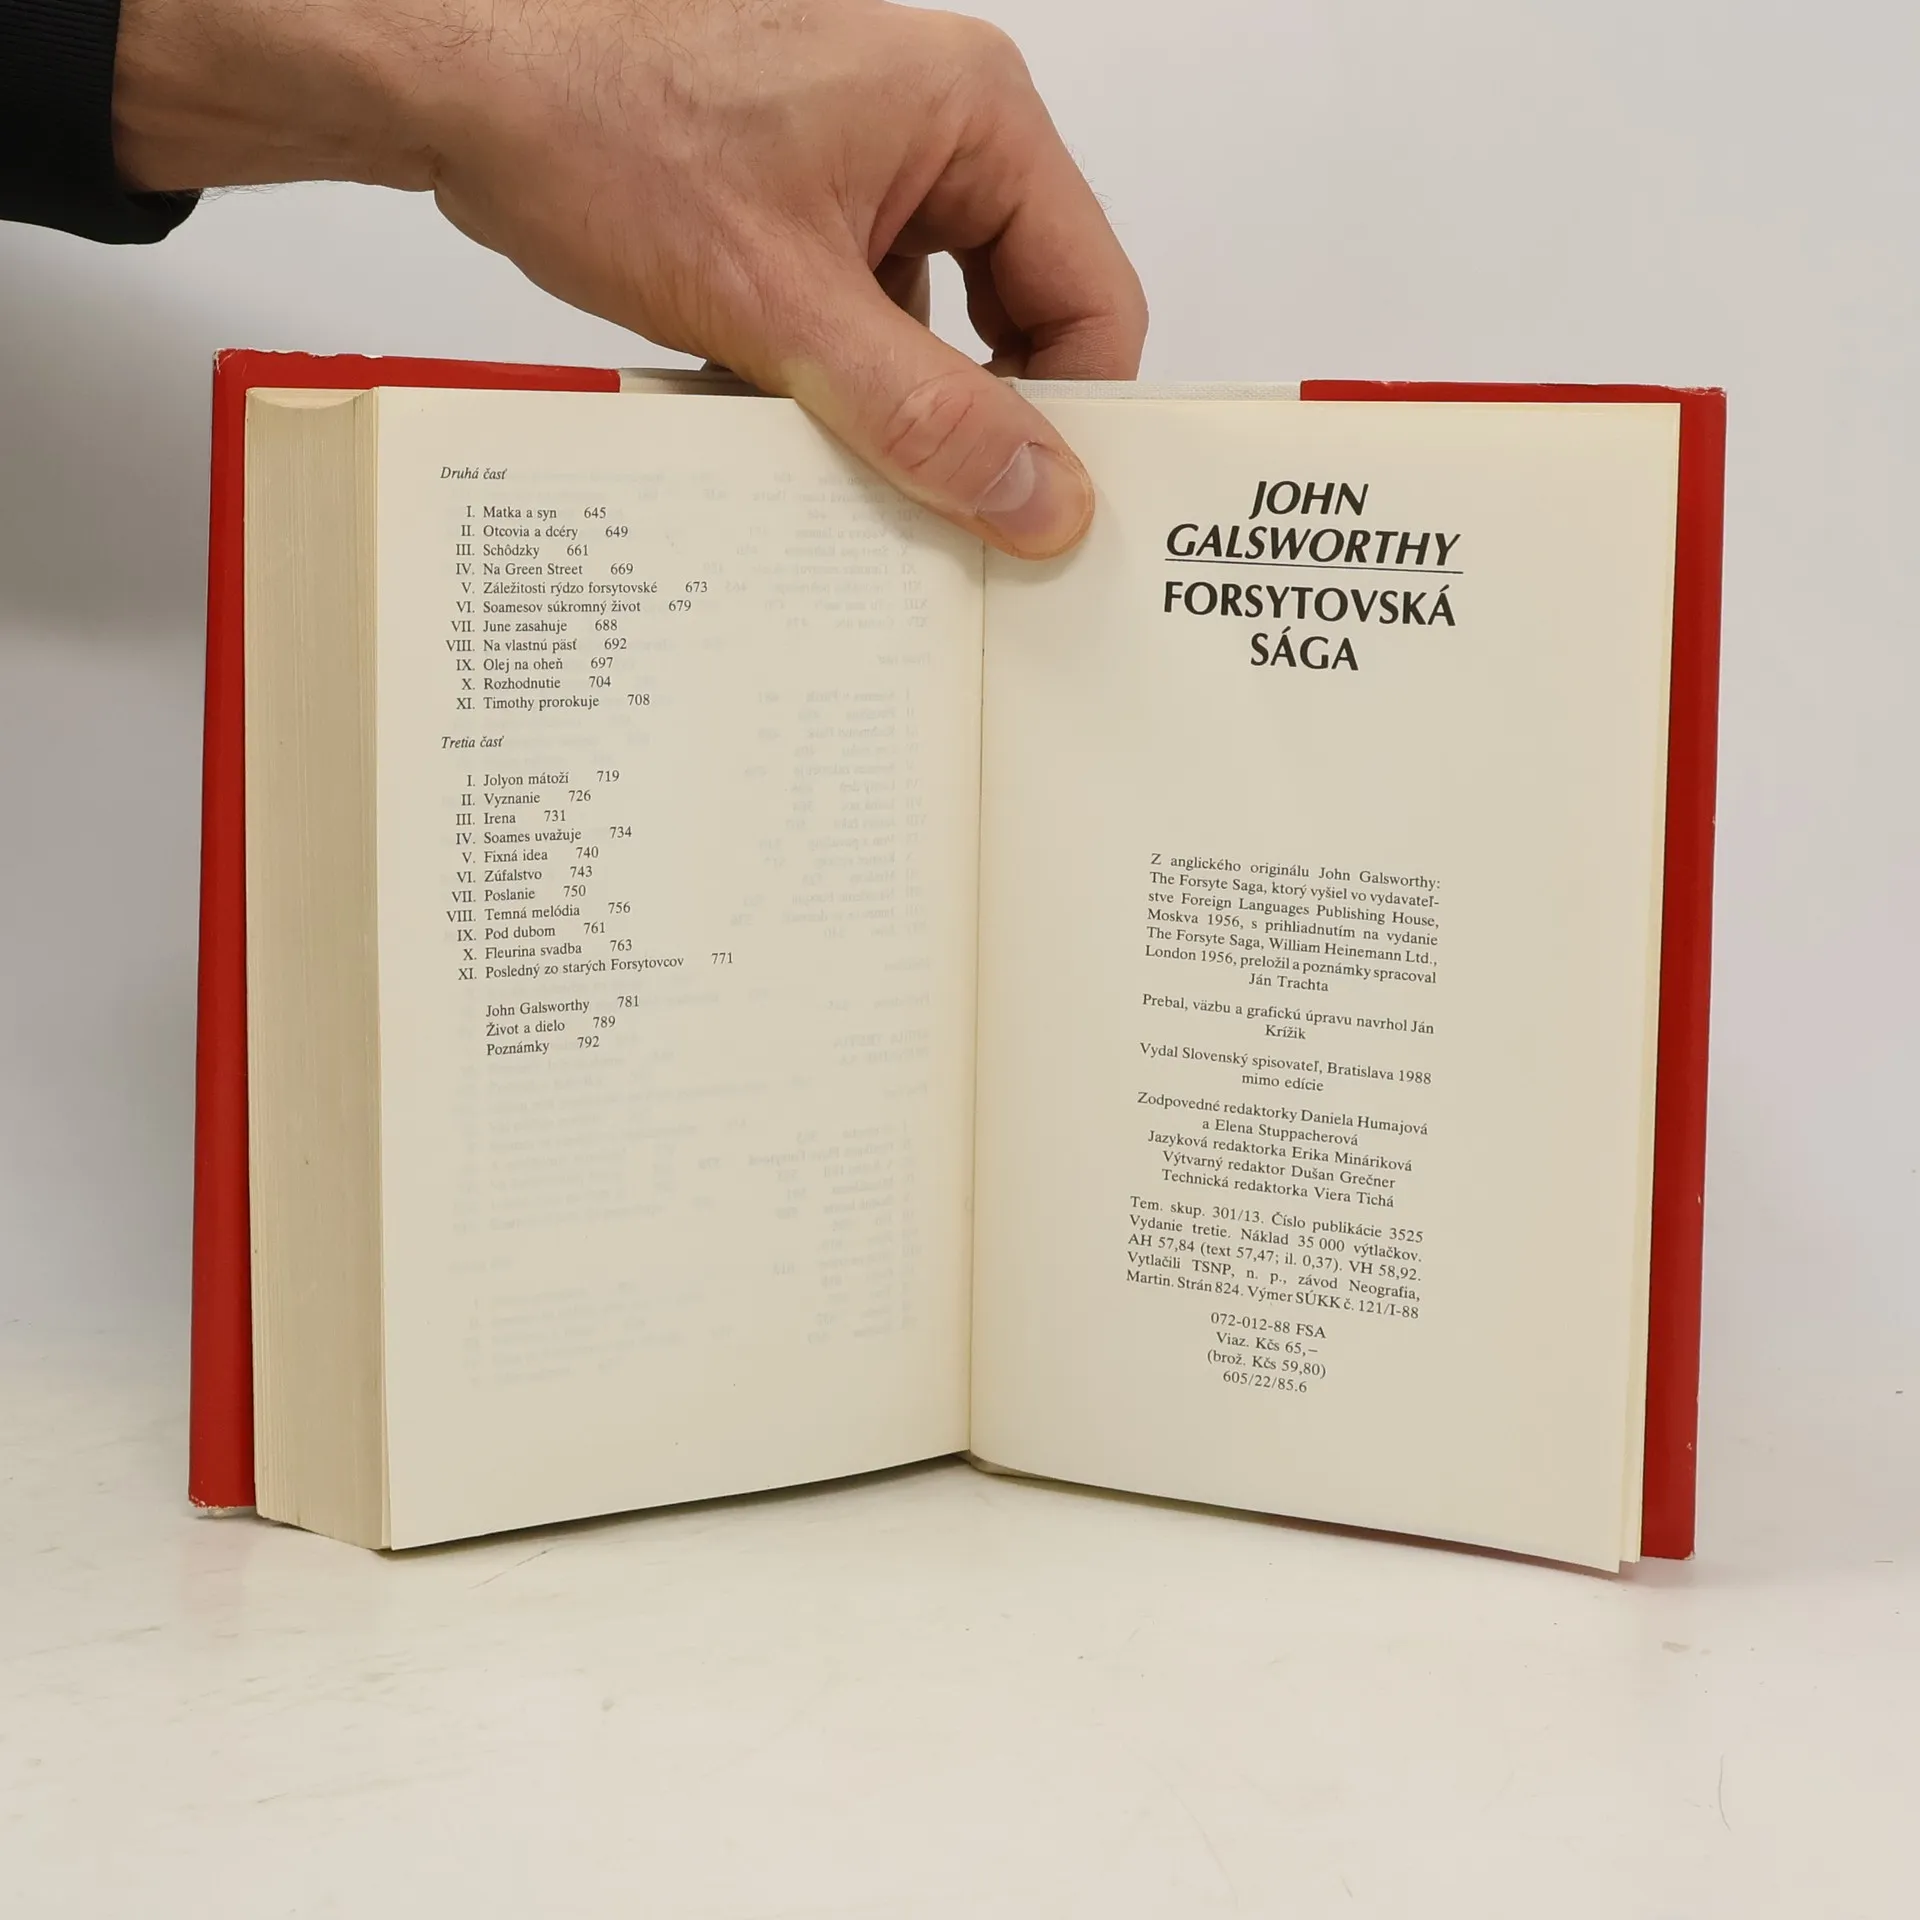 Druhá časť
I. Matka a syn 645
II. Otcovia a dcéry 649
III. Schôdzky 661
IV. Na Green Street 669
V. Záležitosti rýdzo forsytovské 673
VI. Soamesov súkromný život 679
VII. June zasahuje 688
VIII. Na vlastnú päsť 692
IX. Olej na oheň 697
X. Rozhodnutie 704
XI. Timothy prorokuje 708
Tretia časť
I. Jolyon mátoží 719
II. Vyznanie 726
III. Irena 731
IV. Soames uvažuje 734
V. Fixná idea 740
VI. Zúfalstvo 743
VII. Poslanie 750
VIII. Temná melódia 756
IX. Pod dubom 761
X. Fleurina svadba 763
XI. Posledný zo starých Forsytovcov 771
John Galsworthy 781
Život a dielo 789
Poznámky 792
JOHN
GALSWORTHY
FORSYTOVSKÁ
SÁGA
Z anglického originálu John Galsworthy:
The Forsyte Saga, ktorý vyšiel vo vydavateľ-
stve Foreign Languages Publishing House,
Moskva 1956, s prihliadnutím na vydanie
The Forsyte Saga, William Heinemann Ltd.,
London 1956, preložil a poznámky spracoval
Ján Trachta
Prebal, väzbu a grafickú úpravu navrhol Ján
Krížik
Vydal Slovenský spisovateľ, Bratislava 1988
mimo edície
Zodpovedné redaktorky Daniela Humajová
a Elena Stuppacherová
Jazyková redaktorka Erika Mináriková
Výtvarný redaktor Dušan Grečner
Technická redaktorka Viera Tichá
Tem. skup. 301/13. Číslo publikácie 3525
Vydanie tretie. Náklad 35 000 výtlačkov.
AH 57,84 (text 57,47; il. 0,37). VH 58,92.
Vytlačili TSNP, n. p., závod Neografia,
Martin. Strán 824. Výmer SÚKK č. 121/I-88
072-012-88 FSA
Viaz. Kčs 65,–
(brož. Kčs 59,80)
605/22/85.6